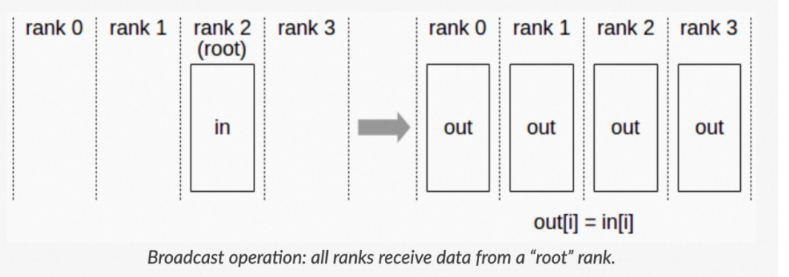 rank 0 rank 1 rank 2 rank 3 rank 0 rank 1 rank 2 rank 3
(root)
in out out out out
out[i] = in[i]
Broadcast operation: all ranks receive data from a “root” rank.